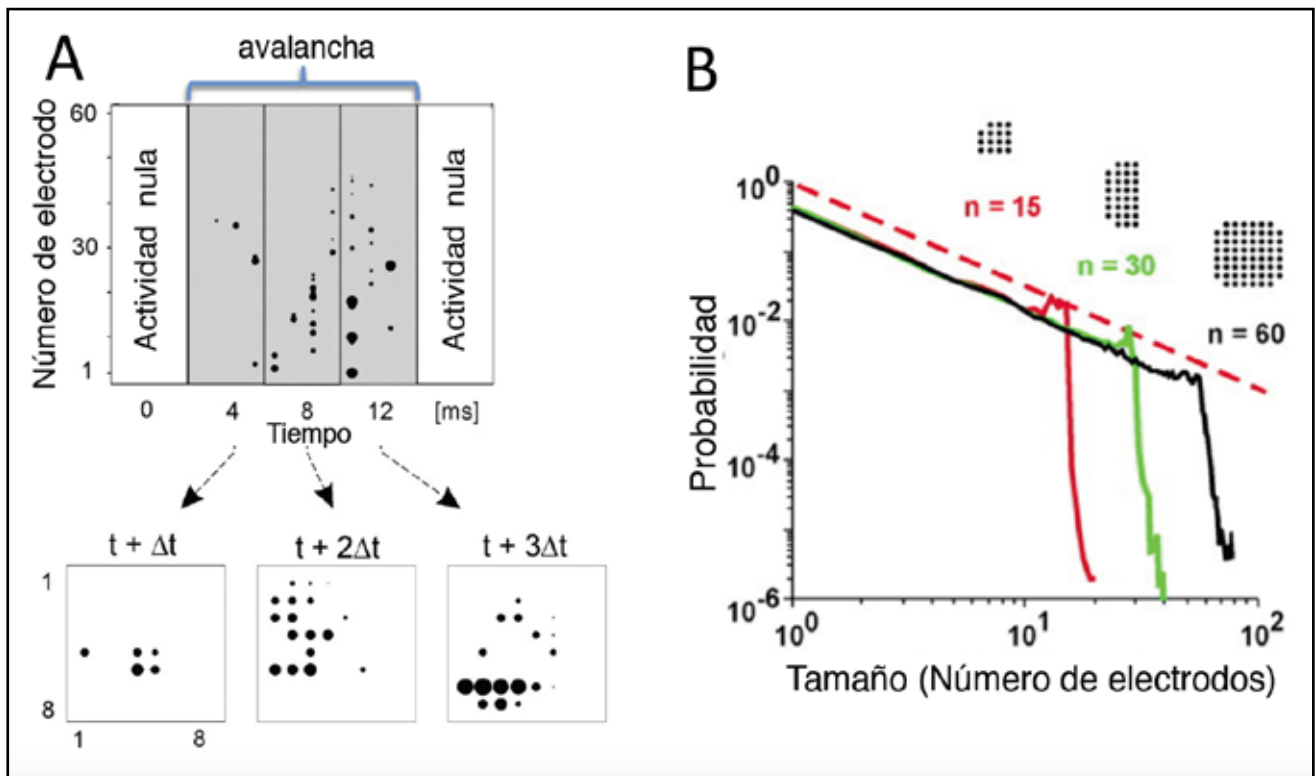 A
avalancha
Número de electrodo
60
30
1
Actividad nula
Actividad nula
0 4 8 12 [ms]
Tiempo
t + Δt
t + 2Δt
t + 3Δt
1
8
1 8
B
Probabilidad
10^0
10^-2
10^-4
10^-6
n = 15
n = 30
n = 60
10^0 10^1 10^2
Tamaño (Número de electrodos)